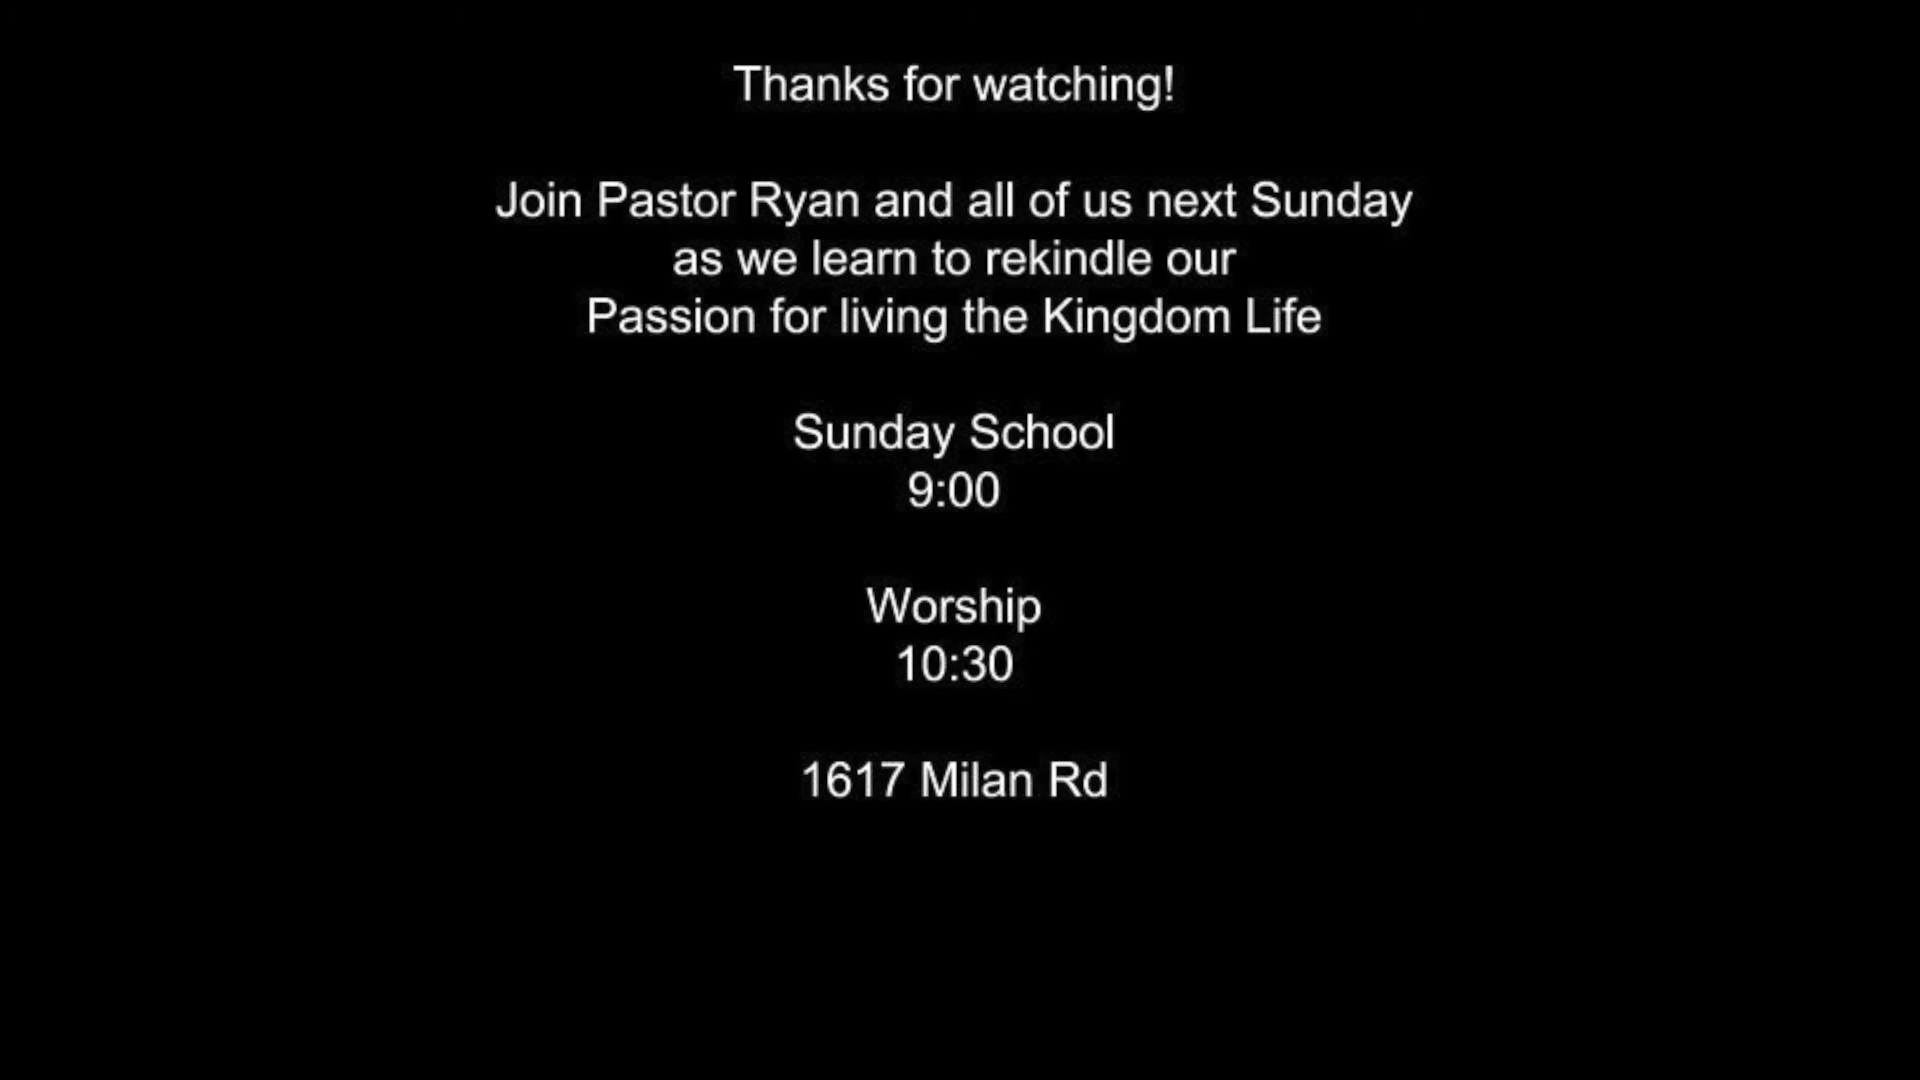 Thanks for watching!
Join Pastor Ryan and all of us next Sunday
as we learn to rekindle our
Passion for living the Kingdom Life
Sunday School
9:00
Worship
10:30
1617 Milan Rd